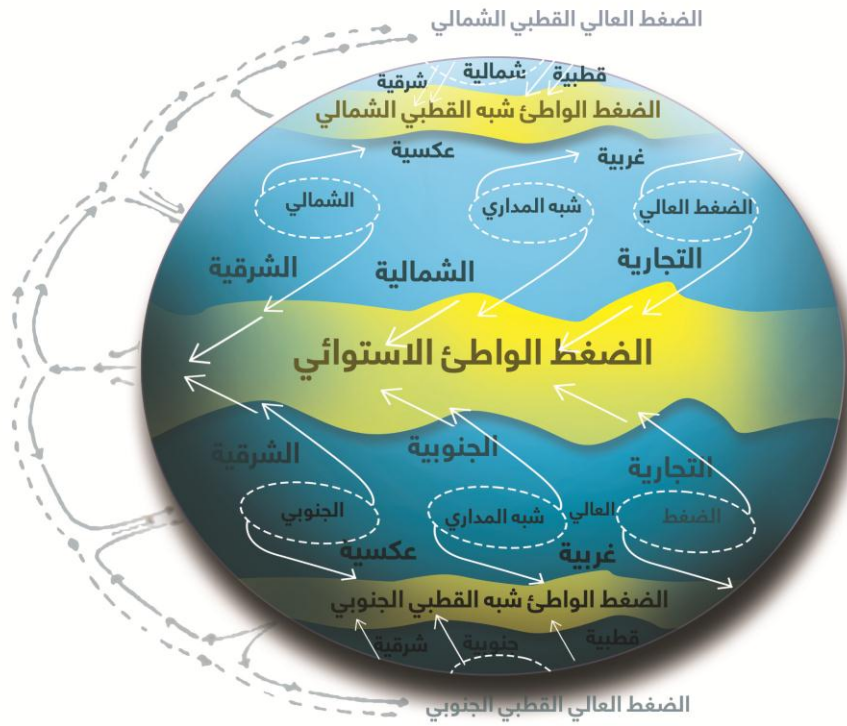 الضغط العالي القطبي الشمالي
قطبية شمالية شرقية
الضغط الواطئ شبه القطبي الشمالي
غربية عكسية
الضغط العالي شبه المداري الشمالي
التجارية الشمالية الشرقية
الضغط الواطئ الاستوائي
التجارية الجنوبية الشرقية
الضغط العالي شبه المداري الجنوبي
غربية عكسية
الضغط الواطئ شبه القطبي الجنوبي
قطبية جنوبية شرقية
الضغط العالي القطبي الجنوبي